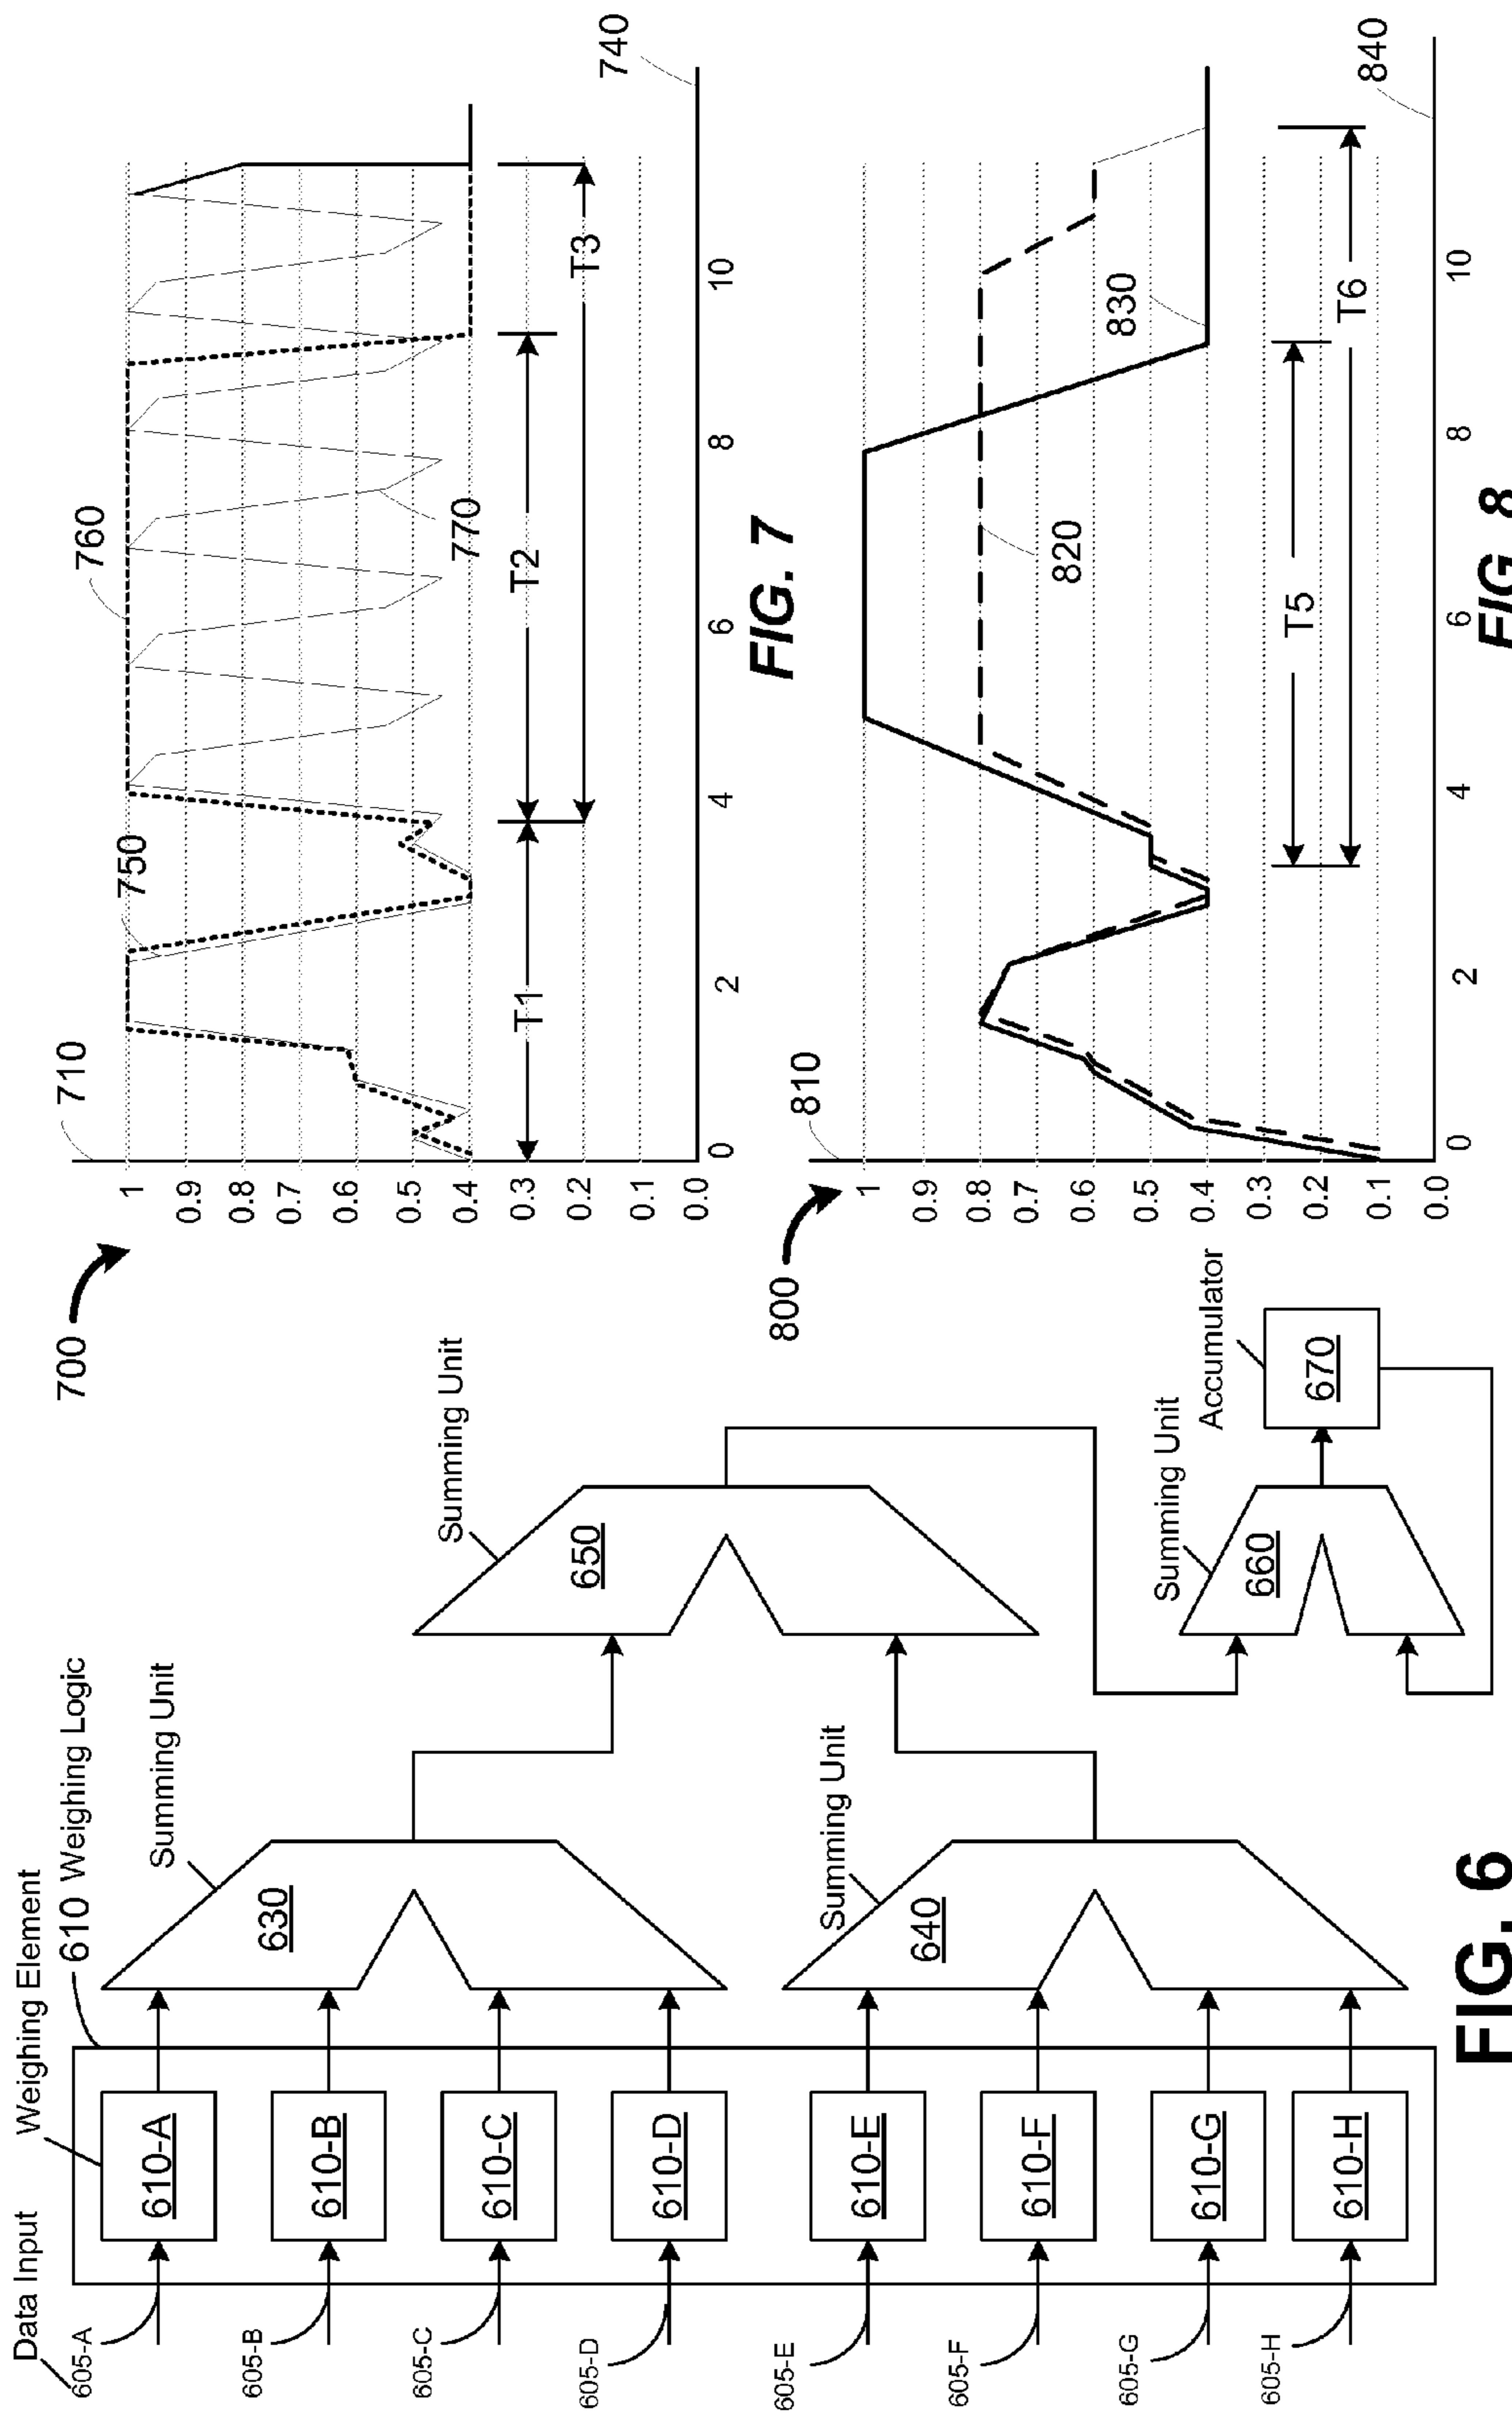 Data Input
Weighing Element
610 Weighing Logic
605-A
605-B
605-C
605-D
605-E
605-F
605-G
605-H
610-A
610-B
610-C
610-D
610-E
610-F
610-G
610-H
Summing Unit
630
Summing Unit
640
Summing Unit
650
Summing Unit
660
Accumulator
670
FIG. 6
700
710
750
760
740
1
0.9
0.8
0.7
0.6
0.5
0.4
0.3
0.2
0.1
0.0
770
T1
T2
T3
0
2
4
6
8
10
FIG. 7
800
810
1
0.9
0.8
0.7
0.6
0.5
0.4
0.3
0.2
0.1
0.0
820
830
840
T5
T6
0
2
4
6
8
10
FIG. 8